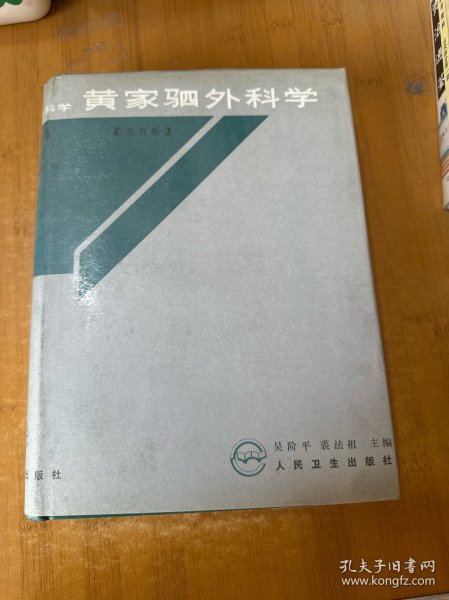 科学
黄家驷外科学
【第五版】
吴阶平 裘法祖 主编
人民卫生出版社
出版社
孔夫子旧书网
www.kongfz.com